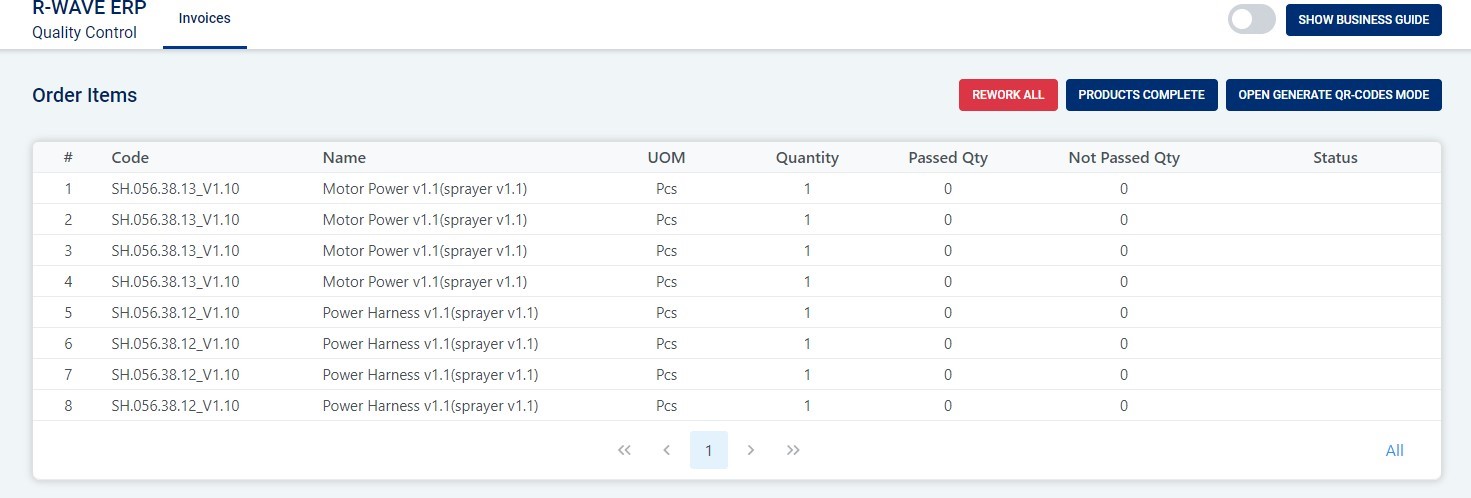 R-WAVE ERP
Quality Control
Invoices
SHOW BUSINESS GUIDE
Order Items
REWORK ALL
PRODUCTS COMPLETE
OPEN GENERATE QR-CODES MODE
# Code Name UOM Quantity Passed Qty Not Passed Qty Status
1 SH.056.38.13_V1.10 Motor Power v1.1(sprayer v1.1) Pcs 1 0 0
2 SH.056.38.13_V1.10 Motor Power v1.1(sprayer v1.1) Pcs 1 0 0
3 SH.056.38.13_V1.10 Motor Power v1.1(sprayer v1.1) Pcs 1 0 0
4 SH.056.38.13_V1.10 Motor Power v1.1(sprayer v1.1) Pcs 1 0 0
5 SH.056.38.12_V1.10 Power Harness v1.1(sprayer v1.1) Pcs 1 0 0
6 SH.056.38.12_V1.10 Power Harness v1.1(sprayer v1.1) Pcs 1 0 0
7 SH.056.38.12_V1.10 Power Harness v1.1(sprayer v1.1) Pcs 1 0 0
8 SH.056.38.12_V1.10 Power Harness v1.1(sprayer v1.1) Pcs 1 0 0
1
All